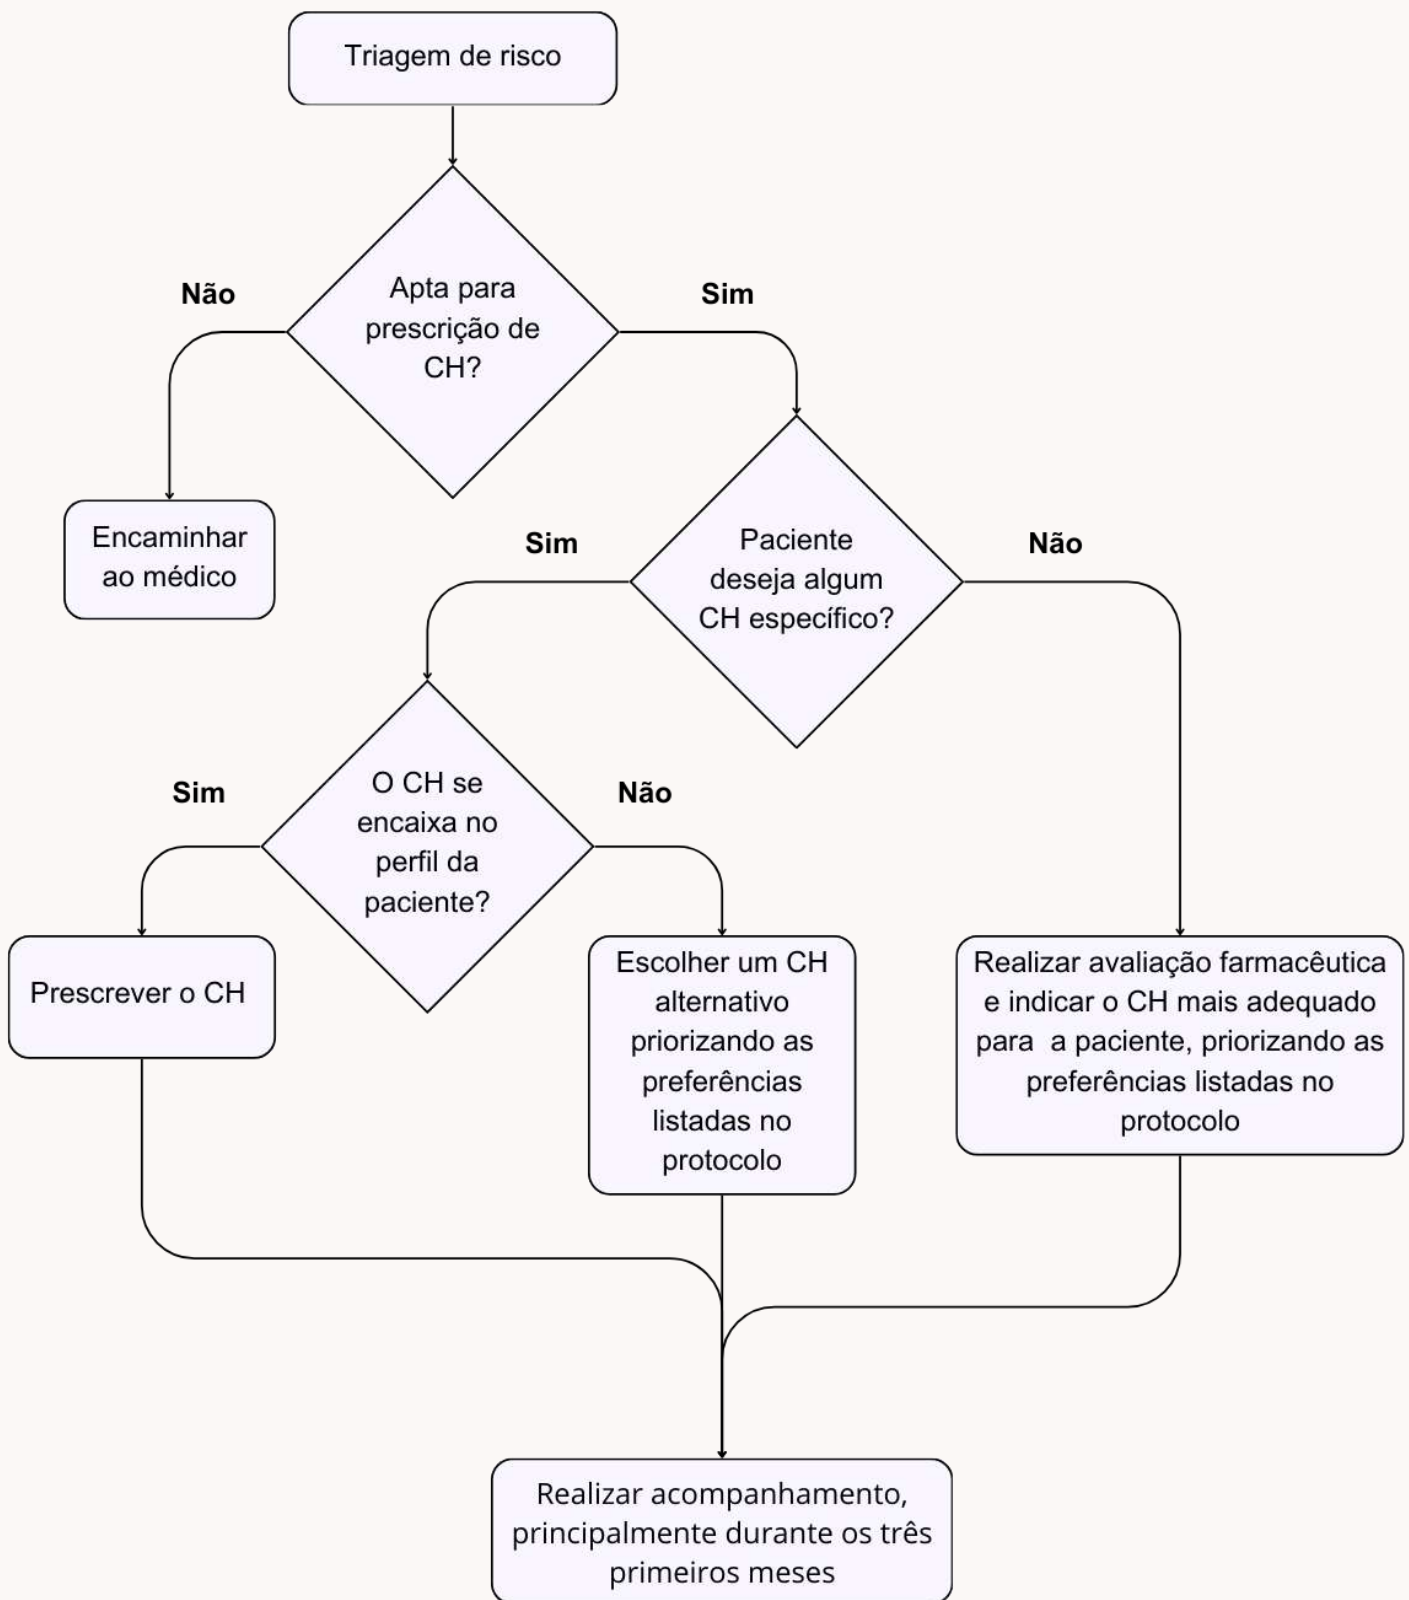 Triagem de risco
Não
Apta para
prescrição de
CH?
Sim
Encaminhar
ao médico
Sim
Paciente
deseja algum
CH específico?
Não
Sim
O CH se
encaixa no
perfil da
paciente?
Não
Prescrever o CH
Escolher um CH
alternativo
priorizando as
preferências
listadas no
protocolo
Realizar avaliação farmacêutica
e indicar o CH mais adequado
para  a paciente, priorizando as
preferências listadas no
protocolo
Realizar acompanhamento,
principalmente durante os três
primeiros meses